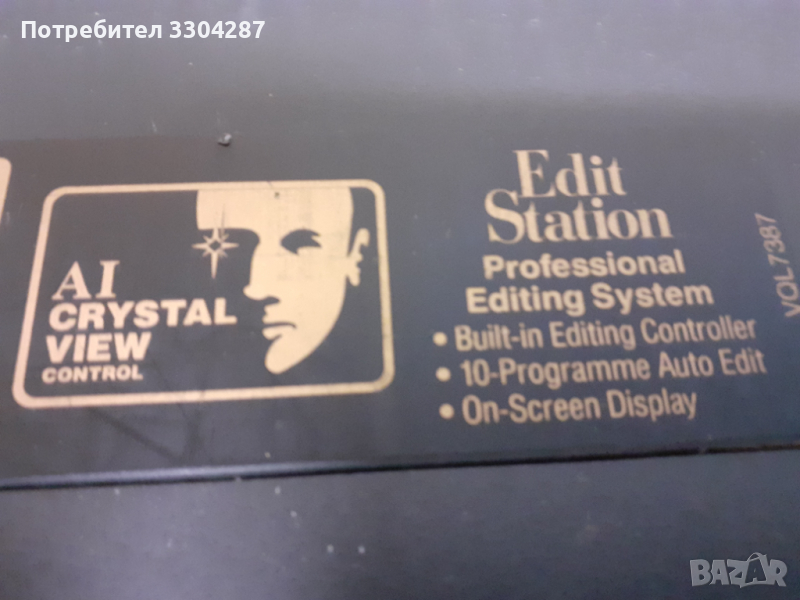 Потребител 3304287
AI
CRYSTAL
VIEW
CONTROL
Edit
Station
Professional
Editing System
• Built-in Editing Controller
• 10-Programme Auto Edit
• On-Screen Display
VQL7387
BAZAR